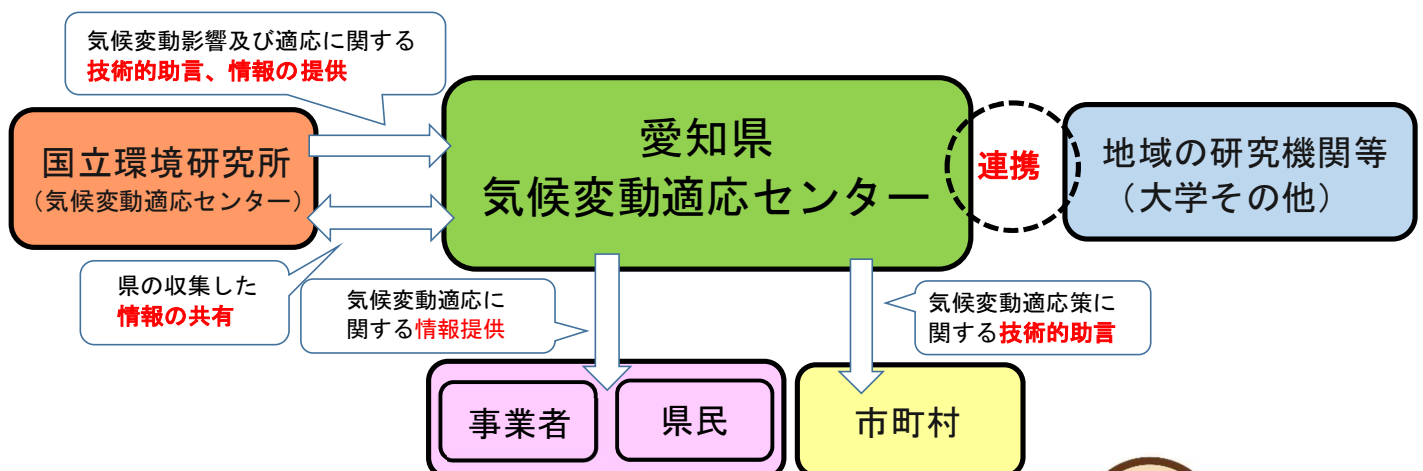 気候変動影響及び適応に関する
技術的助言、情報の提供
国立環境研究所
（気候変動適応センター）
愛知県
気候変動適応センター
連携
地域の研究機関等
（大学その他）
県の収集した
情報の共有
気候変動適応に
関する情報提供
気候変動適応策に
関する技術的助言
事業者
県民
市町村